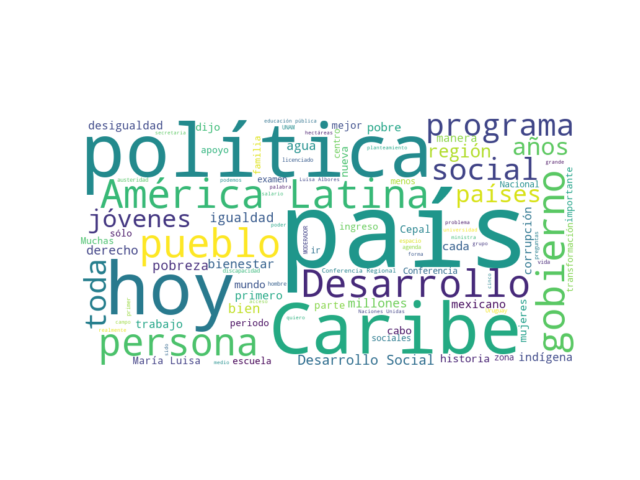 desigualdad
secretaría
dijo
educación pública
UNAM
hectáreas
mejor
pobre
planteamiento
programa
política
apoyo
familia
agua
licenciado
centro
nueva
manera
región
años
social
grande
austeridad
examen
Luisa Albores
menos
Nacional
América Latina
palabra
salario
países
importante
jóvenes
igualdad
poder
país
ingreso
Cepal
problema
universidad
ministra
cada
grupo
corrupción
preguntas
transformación
gobierno
Muchas
sólo
pueblo
MODERADOR
ir
espacio
agenda
forma
vida
derecho
pobreza
bienestar
discapacidad
Conferencia Regional
Conferencia
toda
hoy
mundo
hombre
primero
Desarrollo
quiero
bien
parte
millones
Naciones Unidas
mexicano
mujeres
trabajo
periodo
Caribe
cabo
sociales
persona
María Luisa
medio
escuela
Desarrollo Social
historia
zona
indígena